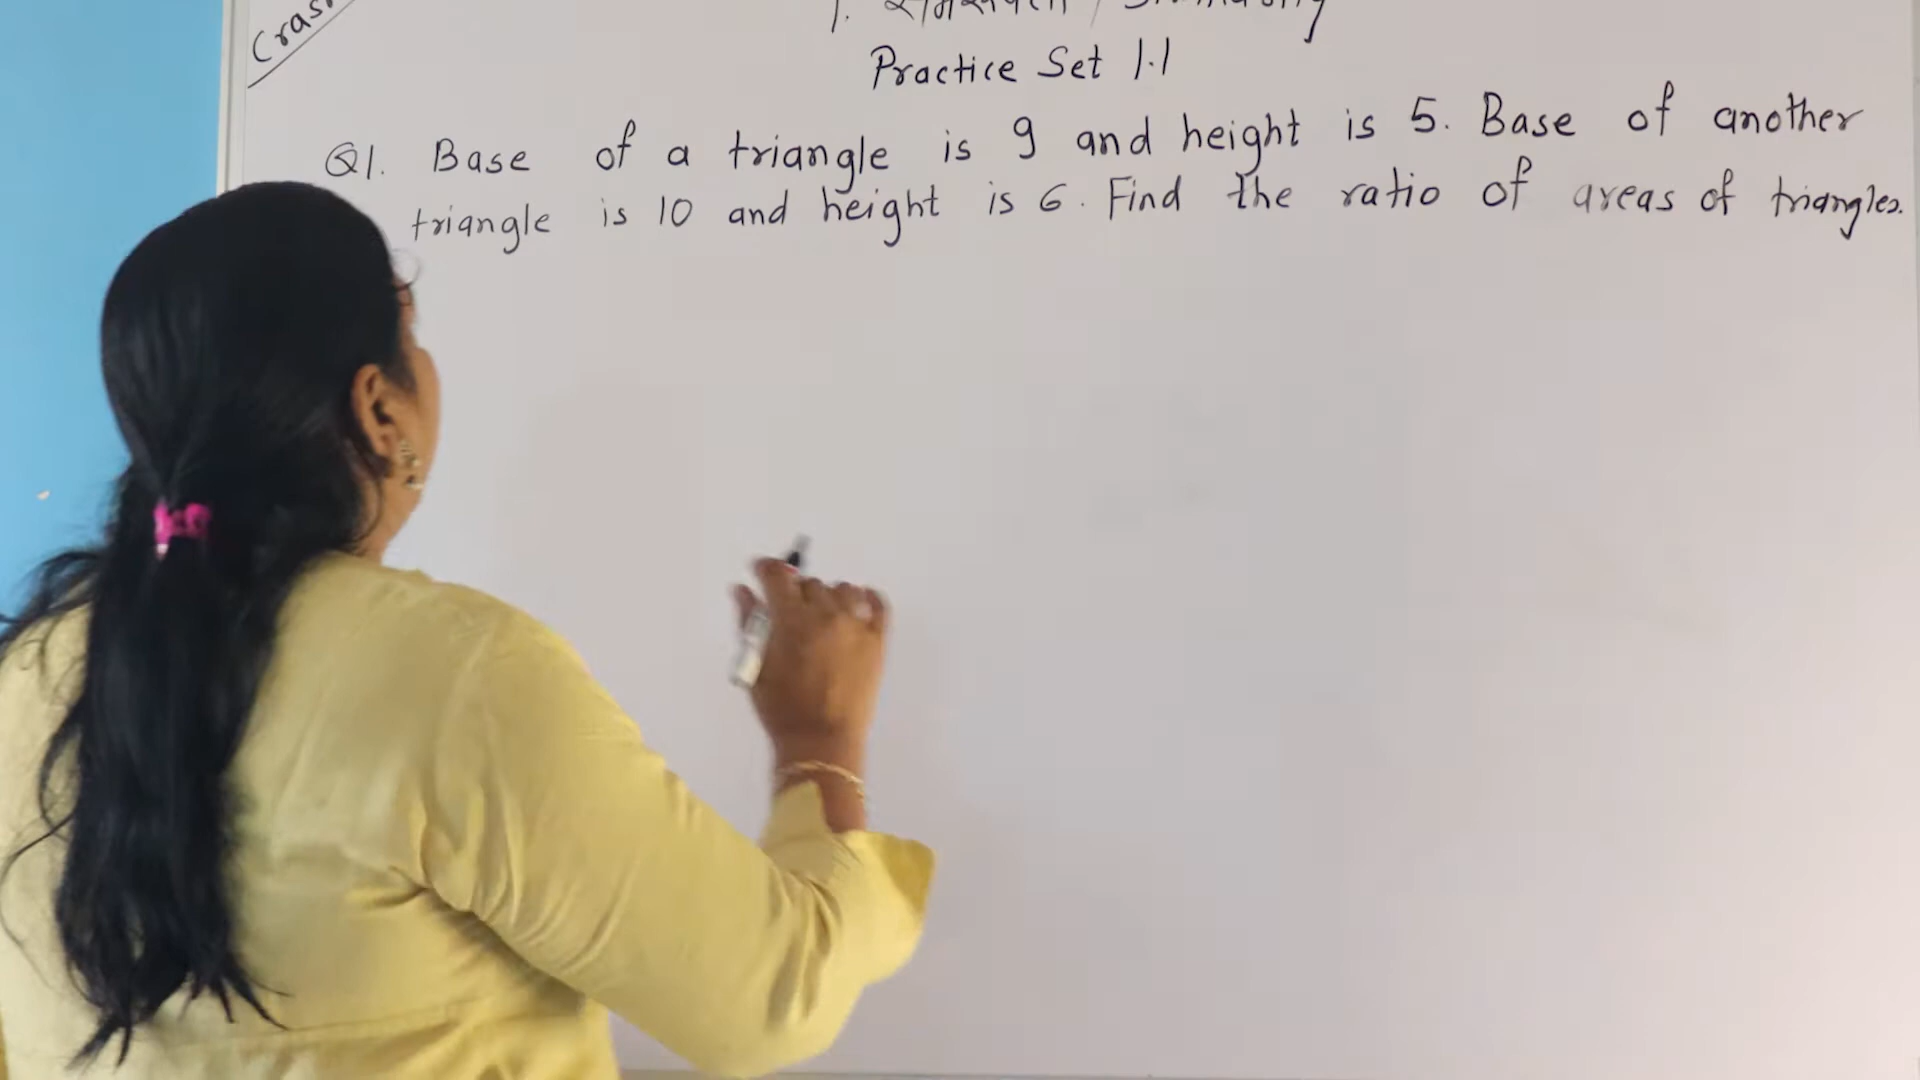 1.
Practice Set 1.1
Q1. Base of a triangle is 9 and height is 5. Base of another
triangle is 10 and height is 6. Find the ratio of areas of triangles.